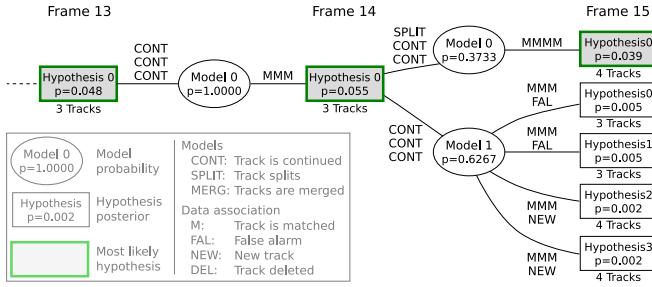 Frame 13
Frame 14
Frame 15
CONT
CONT
CONT
Hypothesis 0
p=0.048
3 Tracks
Model 0
p=1.0000
MMM
Hypothesis 0
p=0.055
3 Tracks
SPLIT
CONT
CONT
Model 0
p=0.3733
MMMM
Hypothesis0
p=0.039
4 Tracks
CONT
CONT
CONT
Model 1
p=0.6267
MMM
FAL
Hypothesis0
p=0.005
3 Tracks
MMM
FAL
Hypothesis1
p=0.005
3 Tracks
MMM
NEW
Hypothesis2
p=0.002
4 Tracks
MMM
NEW
Hypothesis3
p=0.002
4 Tracks
Model 0
p=1.0000
Model
probability
Hypothesis
p=0.002
Hypothesis
posterior
Most likely
hypothesis
Models
CONT: Track is continued
SPLIT: Track splits
MERG: Tracks are merged
Data association
M: Track is matched
FAL: False alarm
NEW: New track
DEL: Track deleted